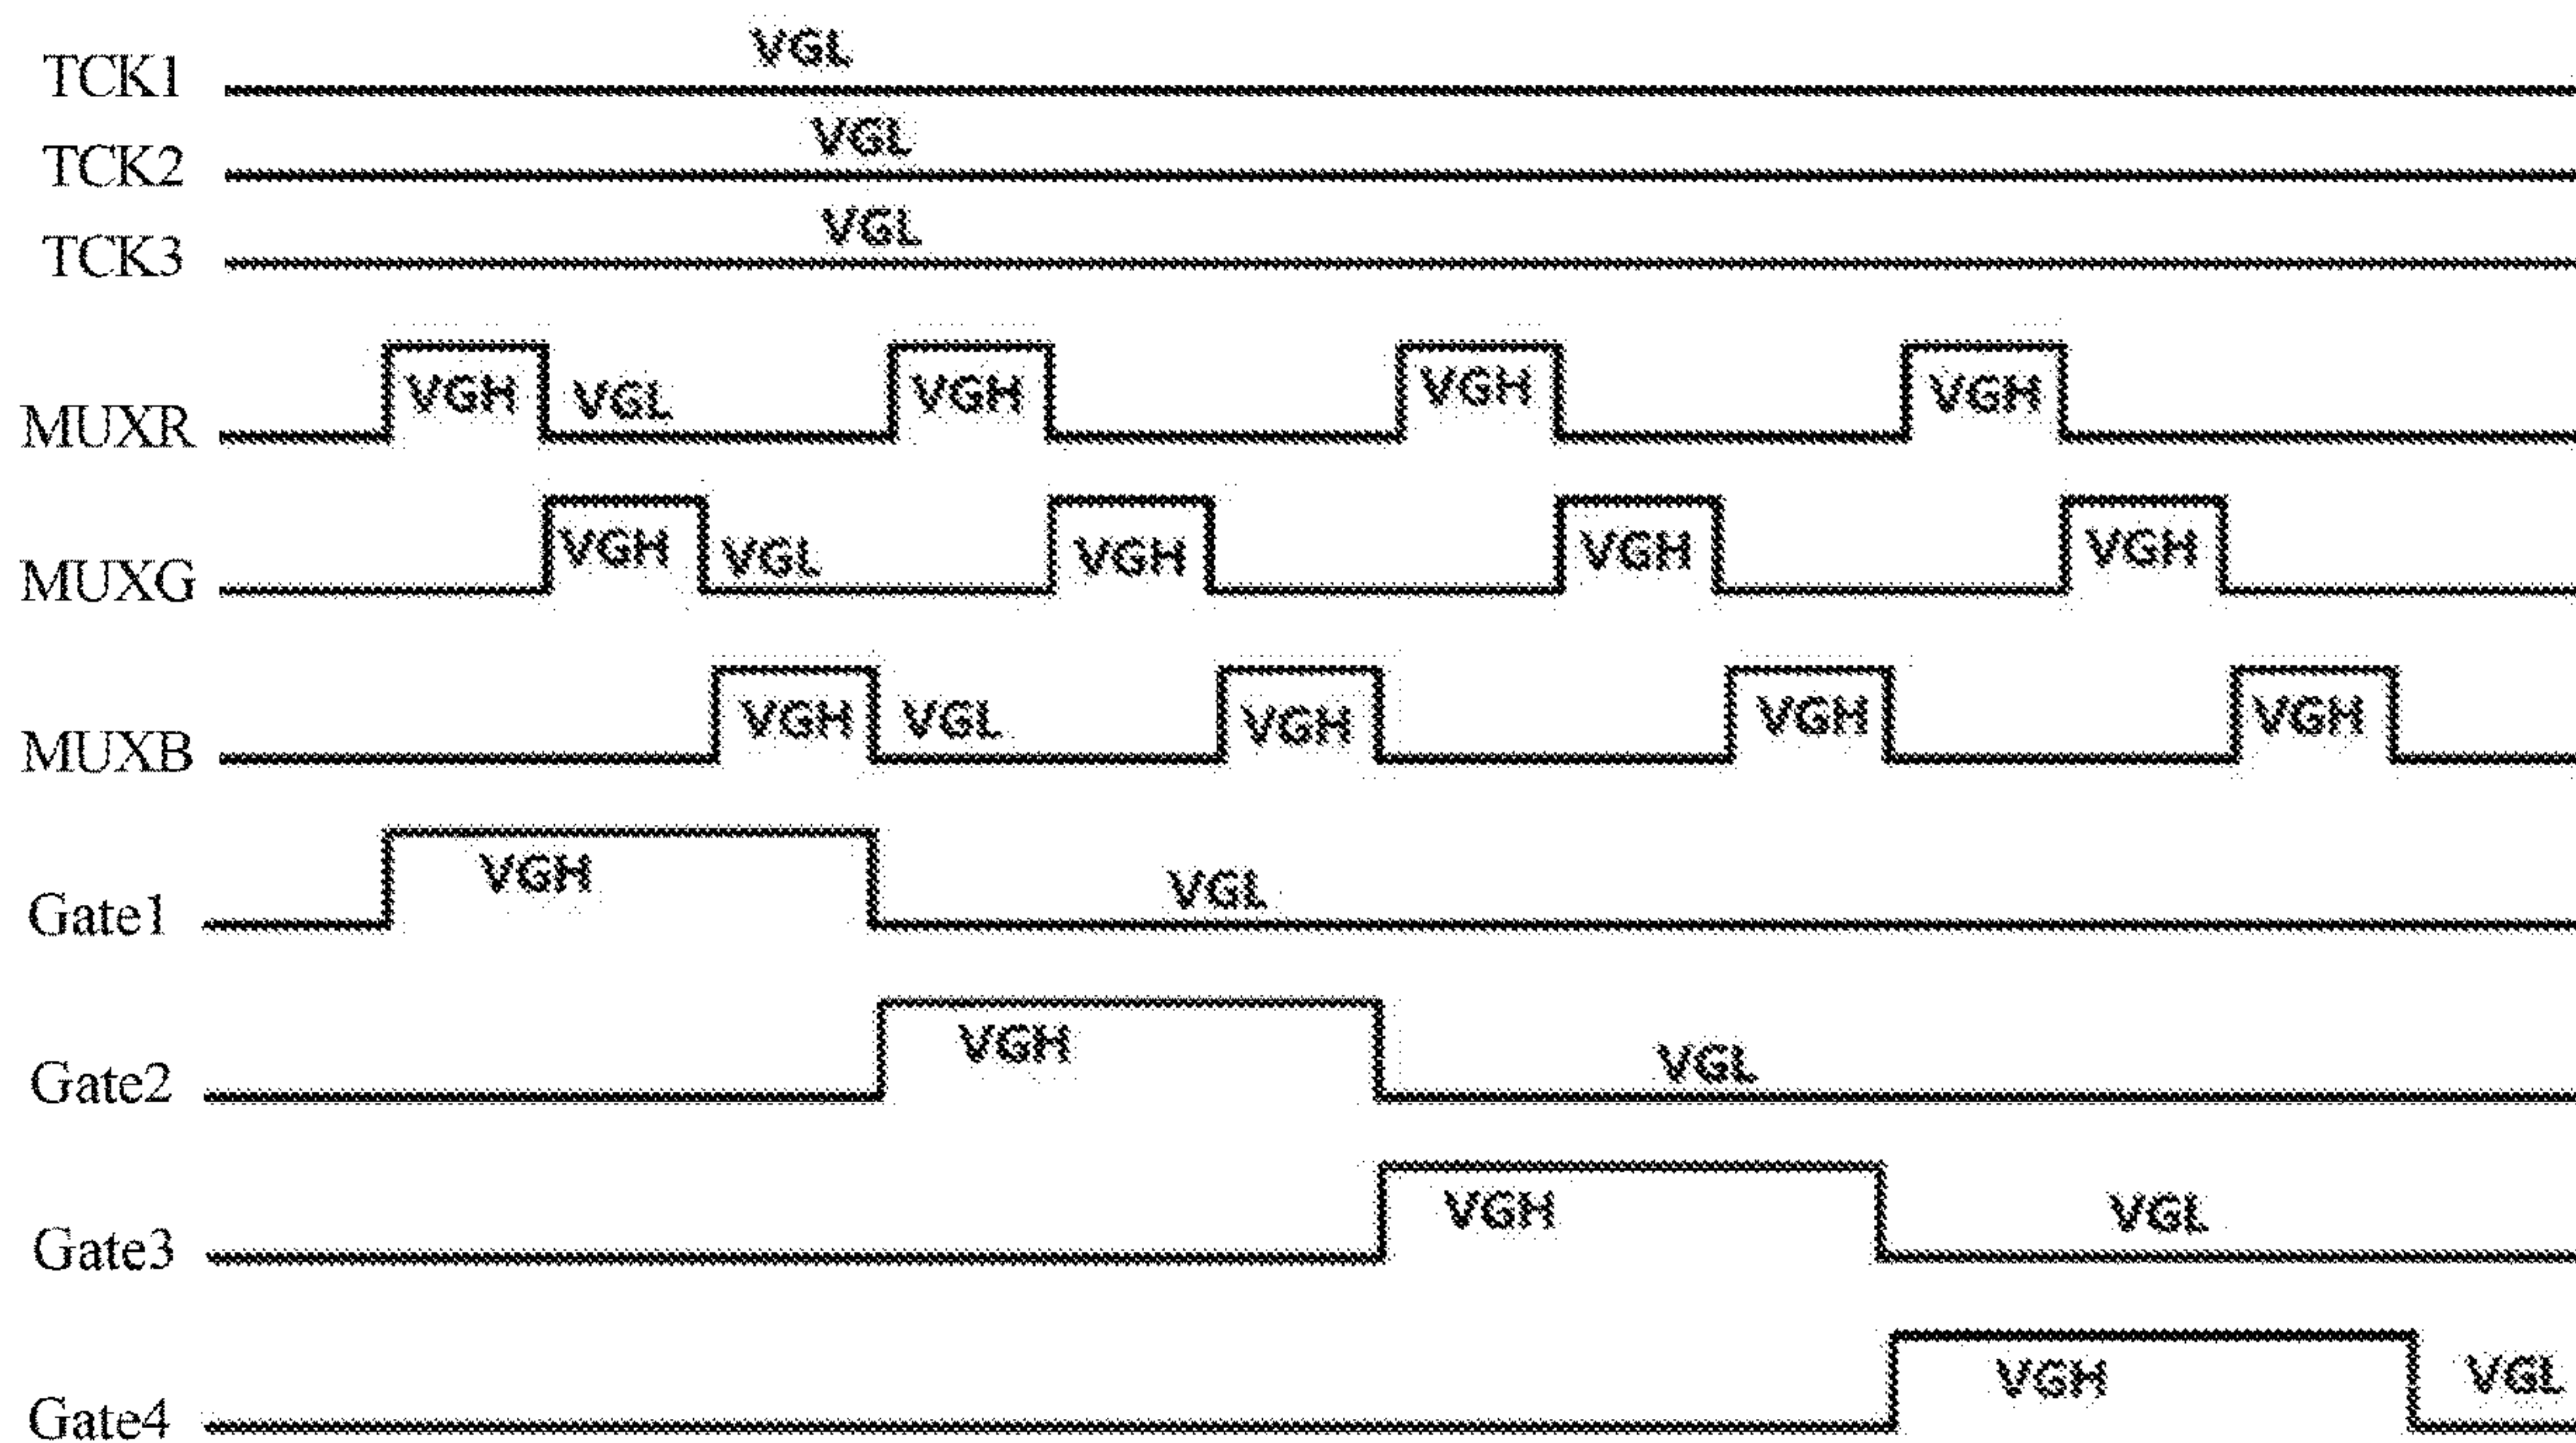 VGL
TCK1
VGL
TCK2
VGL
TCK3
MUXR VGH VGL VGH VGH VGH
MUXG VGH VGL VGH VGH VGH
MUXB VGH VGL VGH VGH VGH
Gate1 VGH VGL
Gate2 VGH VGL
Gate3 VGH VGL
Gate4 VGH VGL